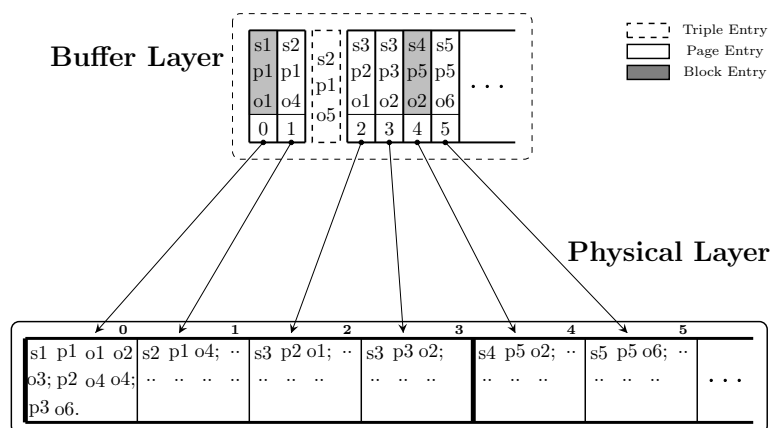 Buffer Layer
s1 s2 s2 s3 s3 s4 s5
p1 p1 p1 p2 p3 p5 p5 . . .
o1 o4 o5 o1 o2 o2 o6
0 1 2 3 4 5
Triple Entry
Page Entry
Block Entry
Physical Layer
0 1 2 3 4 5
s1 p1 o1 o2 s2 p1 o4; .. s3 p2 o1; .. s3 p3 o2; s4 p5 o2; .. s5 p5 o6; ..
o3; p2 o4 o4; .. .. .. .. .. .. .. .. .. .. .. .. .. .. .. . . .
p3 o6.